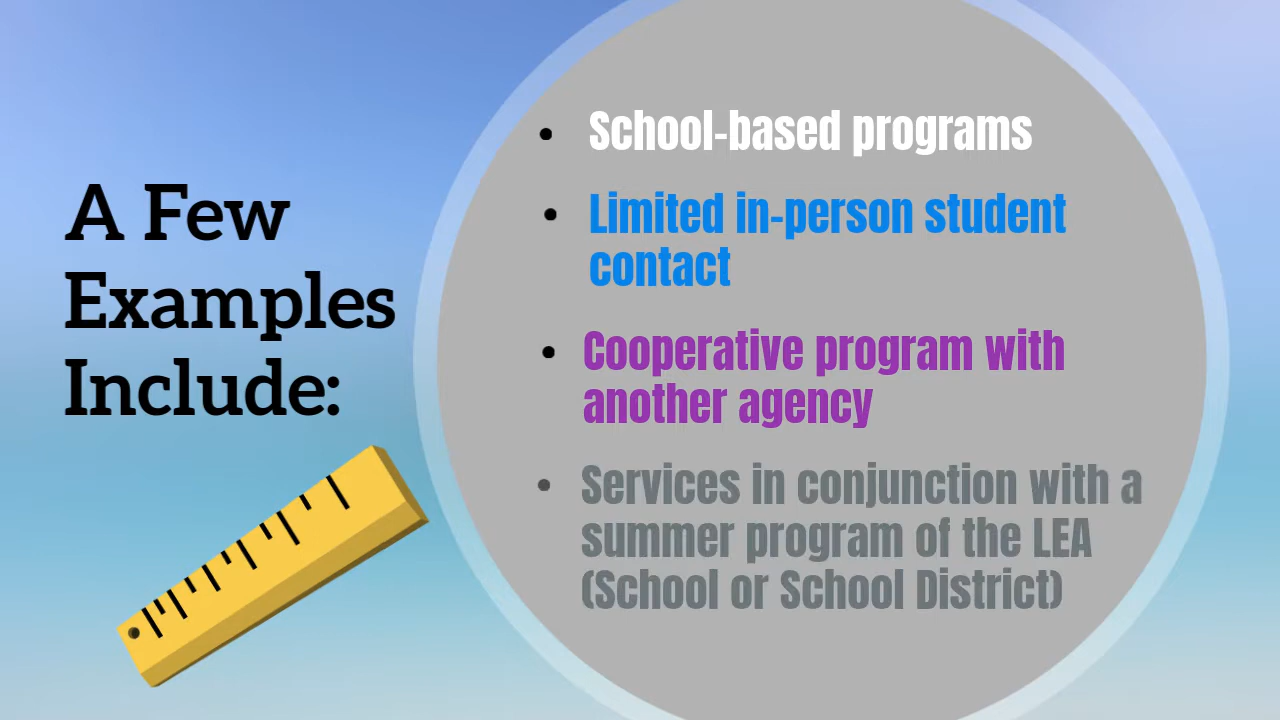 A Few
Examples
Include:
• School-based programs
• Limited in-person student
contact
• Cooperative program with
another agency
• Services in conjunction with a
summer program of the LEA
(School or School District)